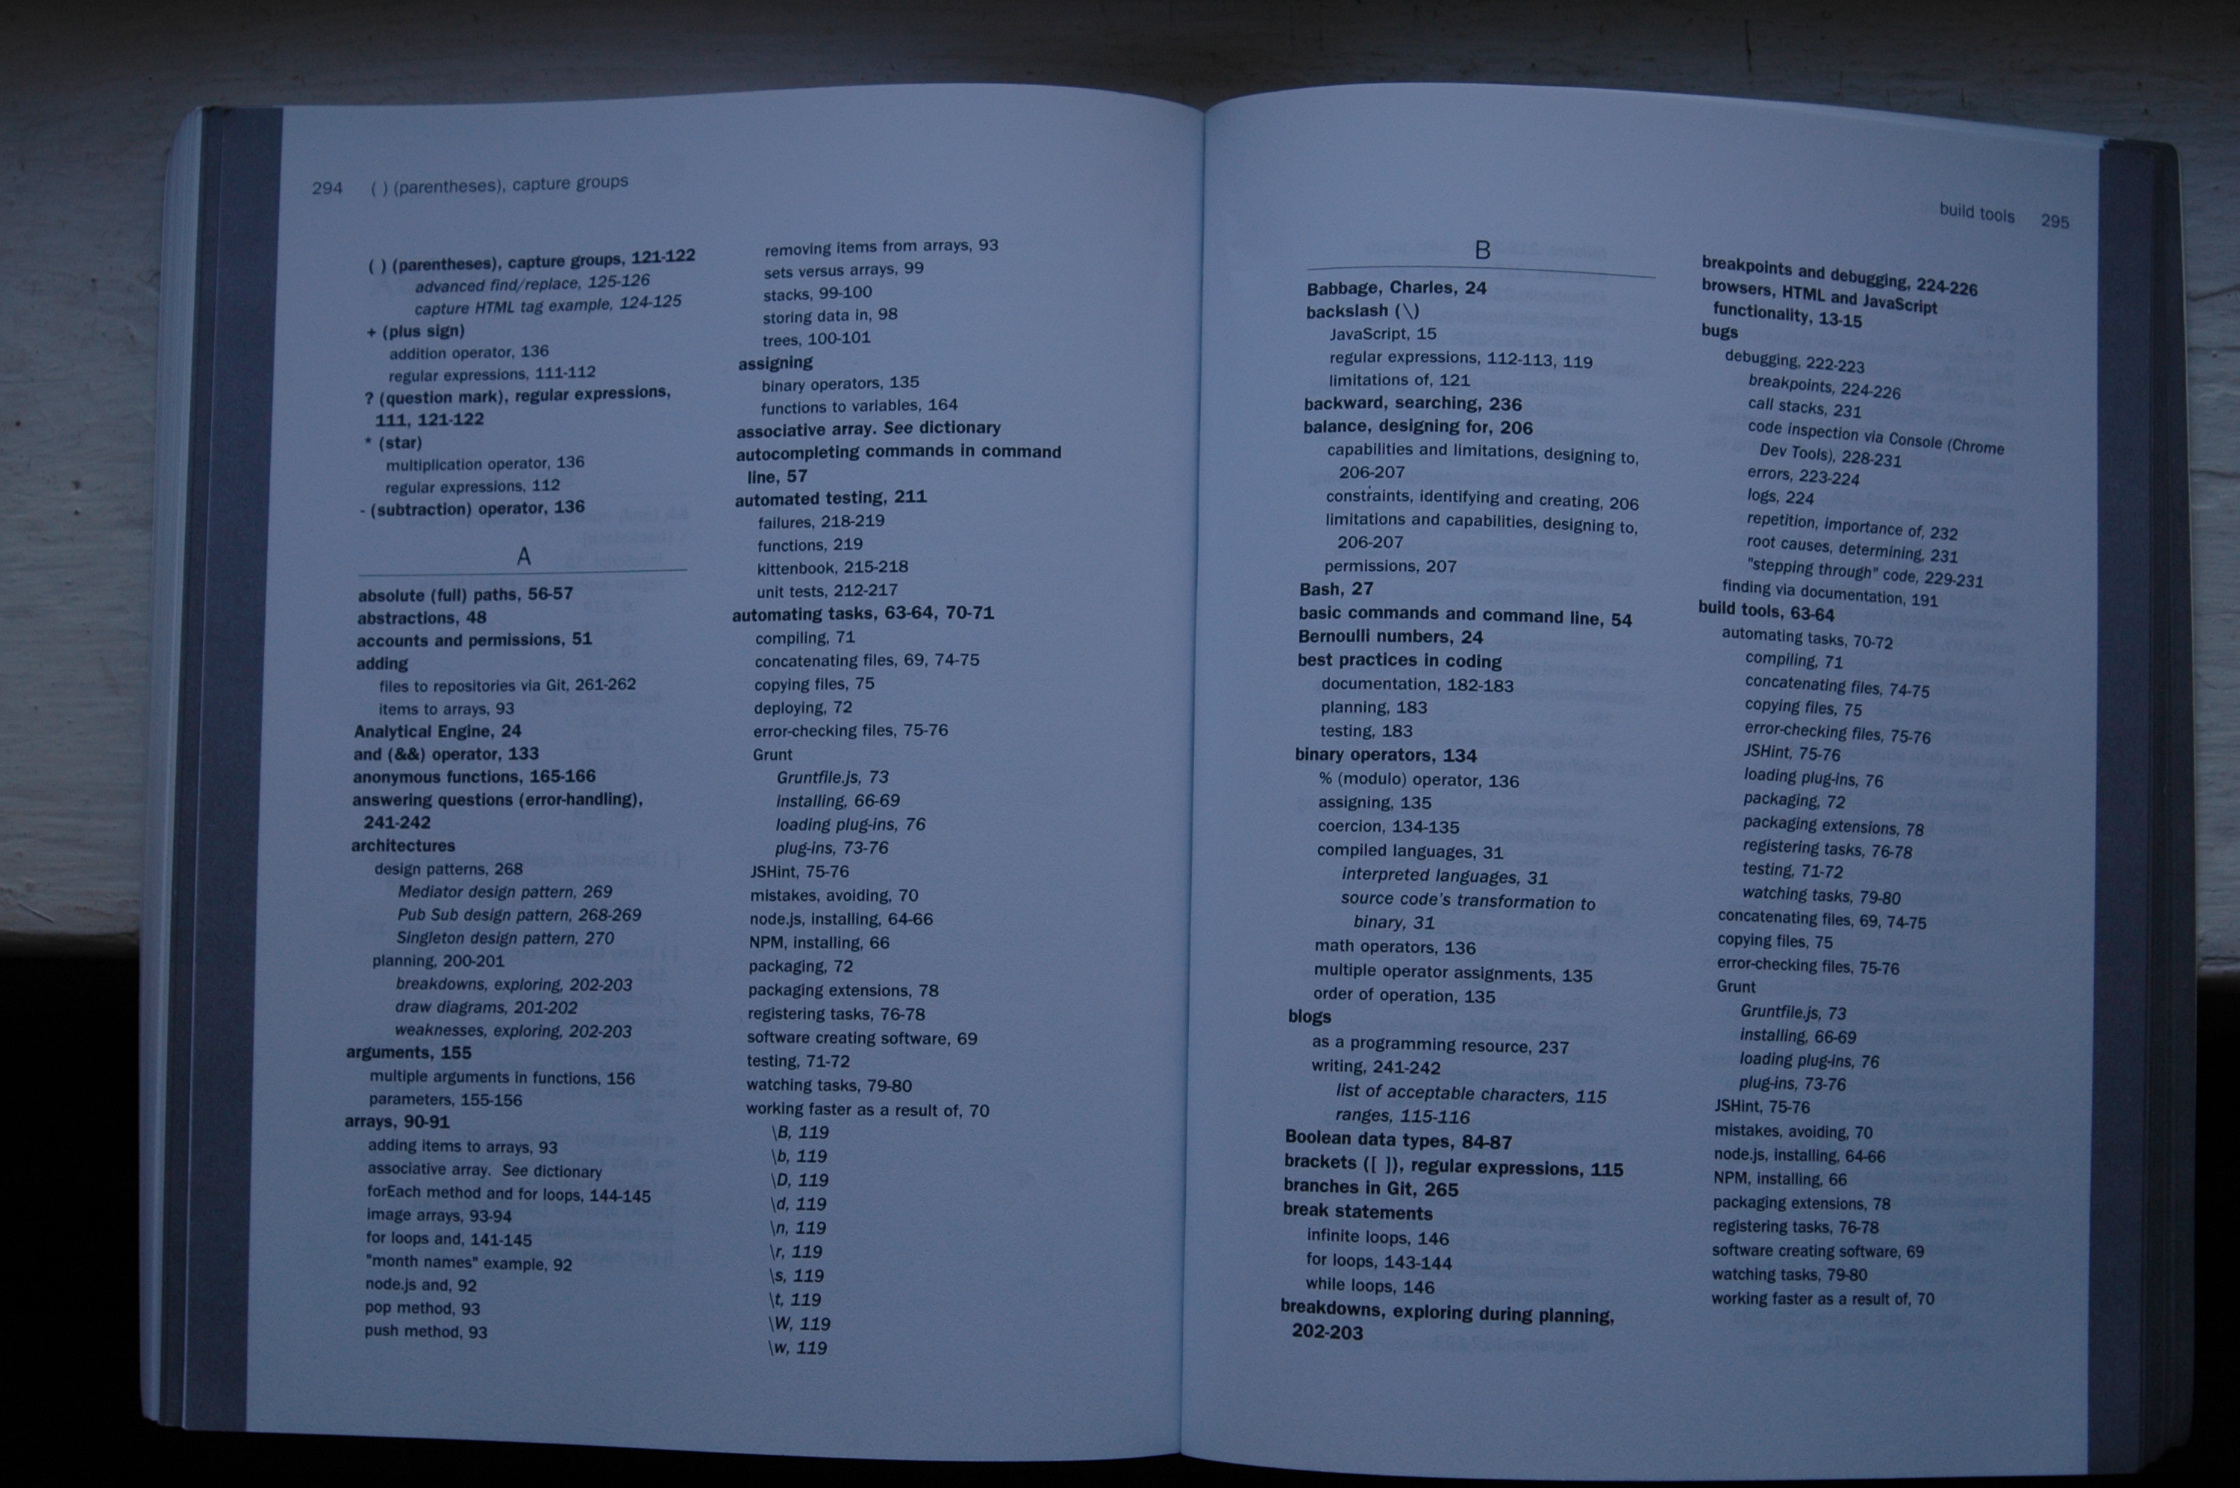 294 ( ) (parentheses), capture groups
( ) (parentheses), capture groups, 121-122
advanced find/replace, 125-126
capture HTML tag example, 124-125
+ (plus sign)
addition operator, 136
regular expressions, 111-112
? (question mark), regular expressions,
111, 121-122
* (star)
multiplication operator, 136
regular expressions, 112
- (subtraction) operator, 136
A
absolute (full) paths, 56-57
abstractions, 48
accounts and permissions, 51
adding
files to repositories via Git, 261-262
items to arrays, 93
Analytical Engine, 24
and (&&) operator, 133
anonymous functions, 165-166
answering questions (error-handling),
241-242
architectures
design patterns, 268
Mediator design pattern, 269
Pub Sub design pattern, 268-269
Singleton design pattern, 270
planning, 200-201
breakdowns, exploring, 202-203
draw diagrams, 201-202
weaknesses, exploring, 202-203
arguments, 155
multiple arguments in functions, 156
parameters, 155-156
arrays, 90-91
adding items to arrays, 93
associative array. See dictionary
forEach method and for loops, 144-145
image arrays, 93-94
for loops and, 141-145
"month names" example, 92
node.js and, 92
pop method, 93
push method, 93
removing items from arrays, 93
sets versus arrays, 99
stacks, 99-100
storing data in, 98
trees, 100-101
assigning
binary operators, 135
functions to variables, 164
associative array. See dictionary
autocompleting commands in command
line, 57
automated testing, 211
failures, 218-219
functions, 219
kittenbook, 215-218
unit tests, 212-217
automating tasks, 63-64, 70-71
compiling, 71
concatenating files, 69, 74-75
copying files, 75
deploying, 72
error-checking files, 75-76
Grunt
Gruntfile.js, 73
installing, 66-69
loading plug-ins, 76
plug-ins, 73-76
JSHint, 75-76
mistakes, avoiding, 70
node.js, installing, 64-66
NPM, installing, 66
packaging, 72
packaging extensions, 78
registering tasks, 76-78
software creating software, 69
testing, 71-72
watching tasks, 79-80
working faster as a result of, 70
\B, 119
\b, 119
\D, 119
\d, 119
\n, 119
\r, 119
\s, 119
\t, 119
\W, 119
\w, 119
build tools 295
B
Babbage, Charles, 24
backslash (\)
JavaScript, 15
regular expressions, 112-113, 119
limitations of, 121
backward, searching, 236
balance, designing for, 206
capabilities and limitations, designing to,
206-207
constraints, identifying and creating, 206
limitations and capabilities, designing to,
206-207
permissions, 207
Bash, 27
basic commands and command line, 54
Bernoulli numbers, 24
best practices in coding
documentation, 182-183
planning, 183
testing, 183
binary operators, 134
% (modulo) operator, 136
assigning, 135
coercion, 134-135
compiled languages, 31
interpreted languages, 31
source code's transformation to
binary, 31
math operators, 136
multiple operator assignments, 135
order of operation, 135
blogs
as a programming resource, 237
writing, 241-242
list of acceptable characters, 115
ranges, 115-116
Boolean data types, 84-87
brackets ([ ]), regular expressions, 115
branches in Git, 265
break statements
infinite loops, 146
for loops, 143-144
while loops, 146
breakdowns, exploring during planning,
202-203
breakpoints and debugging, 224-226
browsers, HTML and JavaScript
functionality, 13-15
bugs
debugging, 222-223
breakpoints, 224-226
call stacks, 231
code inspection via Console (Chrome
Dev Tools), 228-231
errors, 223-224
logs, 224
repetition, importance of, 232
root causes, determining, 231
"stepping through" code, 229-231
finding via documentation, 191
build tools, 63-64
automating tasks, 70-72
compiling, 71
concatenating files, 74-75
copying files, 75
error-checking files, 75-76
JSHint, 75-76
loading plug-ins, 76
packaging, 72
packaging extensions, 78
registering tasks, 76-78
testing, 71-72
watching tasks, 79-80
concatenating files, 69, 74-75
copying files, 75
error-checking files, 75-76
Grunt
Gruntfile.js, 73
installing, 66-69
loading plug-ins, 76
plug-ins, 73-76
JSHint, 75-76
mistakes, avoiding, 70
node.js, installing, 64-66
NPM, installing, 66
packaging extensions, 78
registering tasks, 76-78
software creating software, 69
watching tasks, 79-80
working faster as a result of, 70